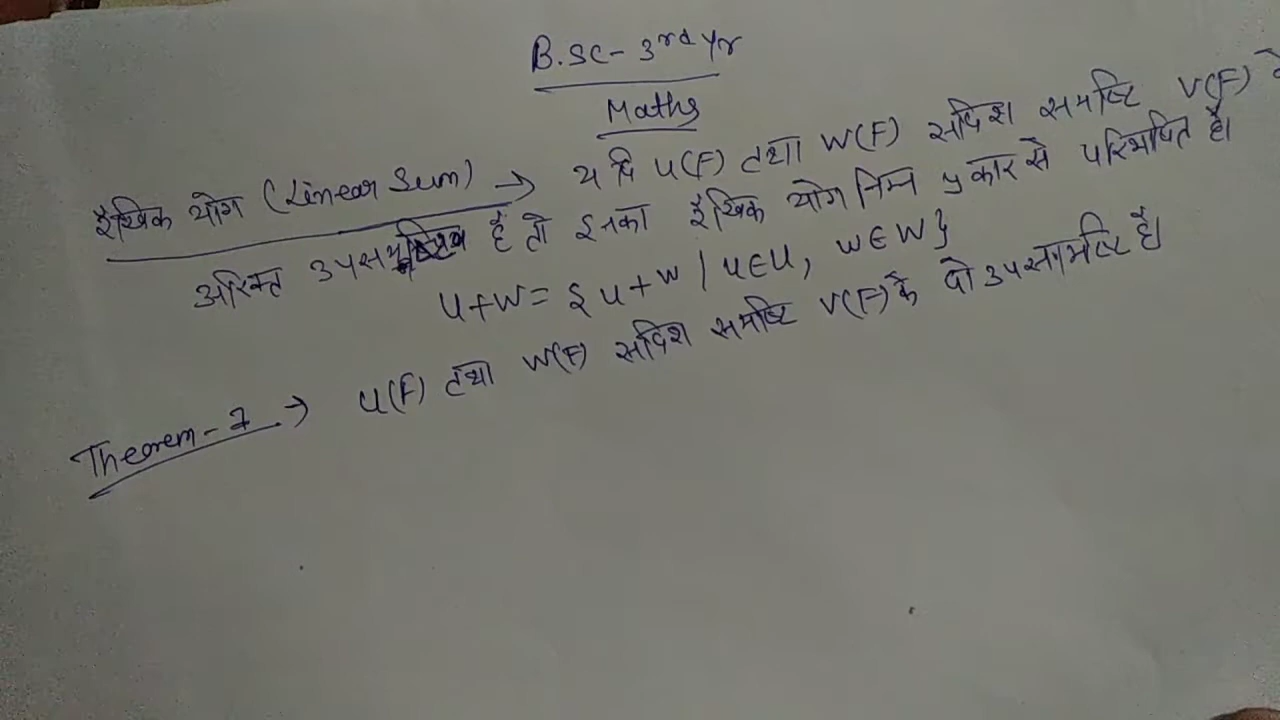 B.SC- 3rd yr
Maths
रैखिक योग (Linear Sum) → यदि U(F) तथा W(F) सदिश समष्टि V(F) के
अरिक्त उपसमष्टि है तो इनका रैखिक योग निम्न प्रकार से परिभाषित है।
U+W= {u+w / u∈U, w∈W}
Theorem-7 → U(F) तथा W(F) सदिश समष्टि V(F) के दो उपसमष्टि है।